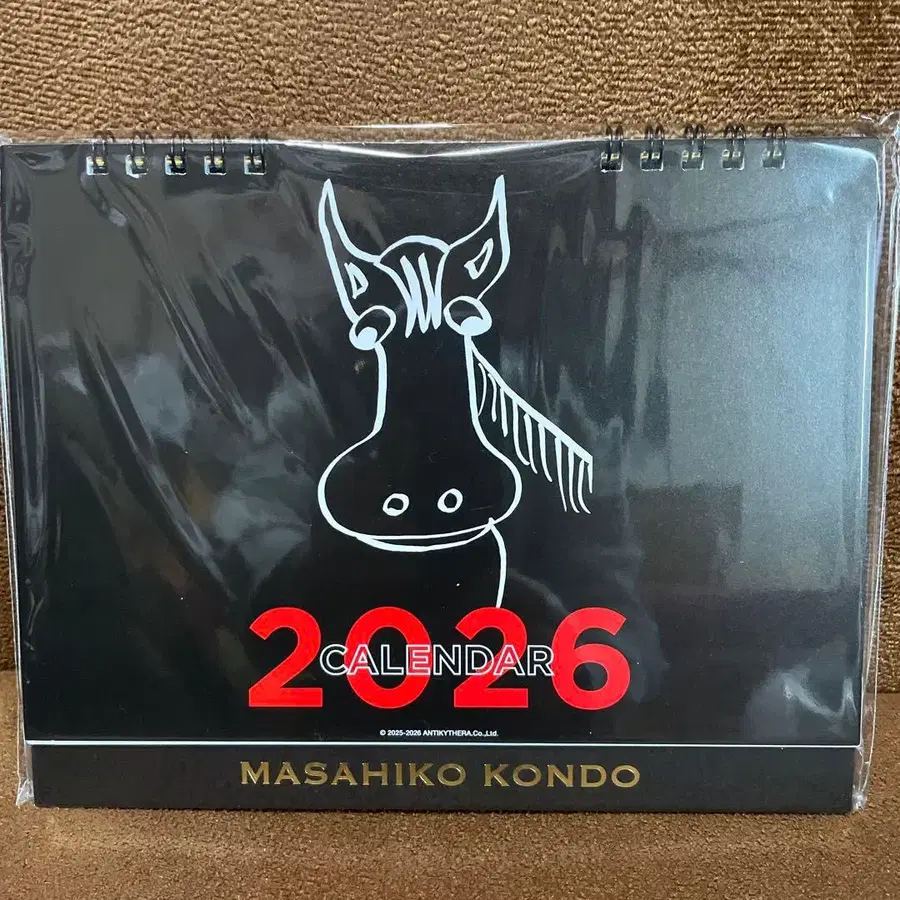 2026
CALENDAR
© 2025-2026 ANTIKYTHERA.Co.,Ltd.
MASAHIKO KONDO